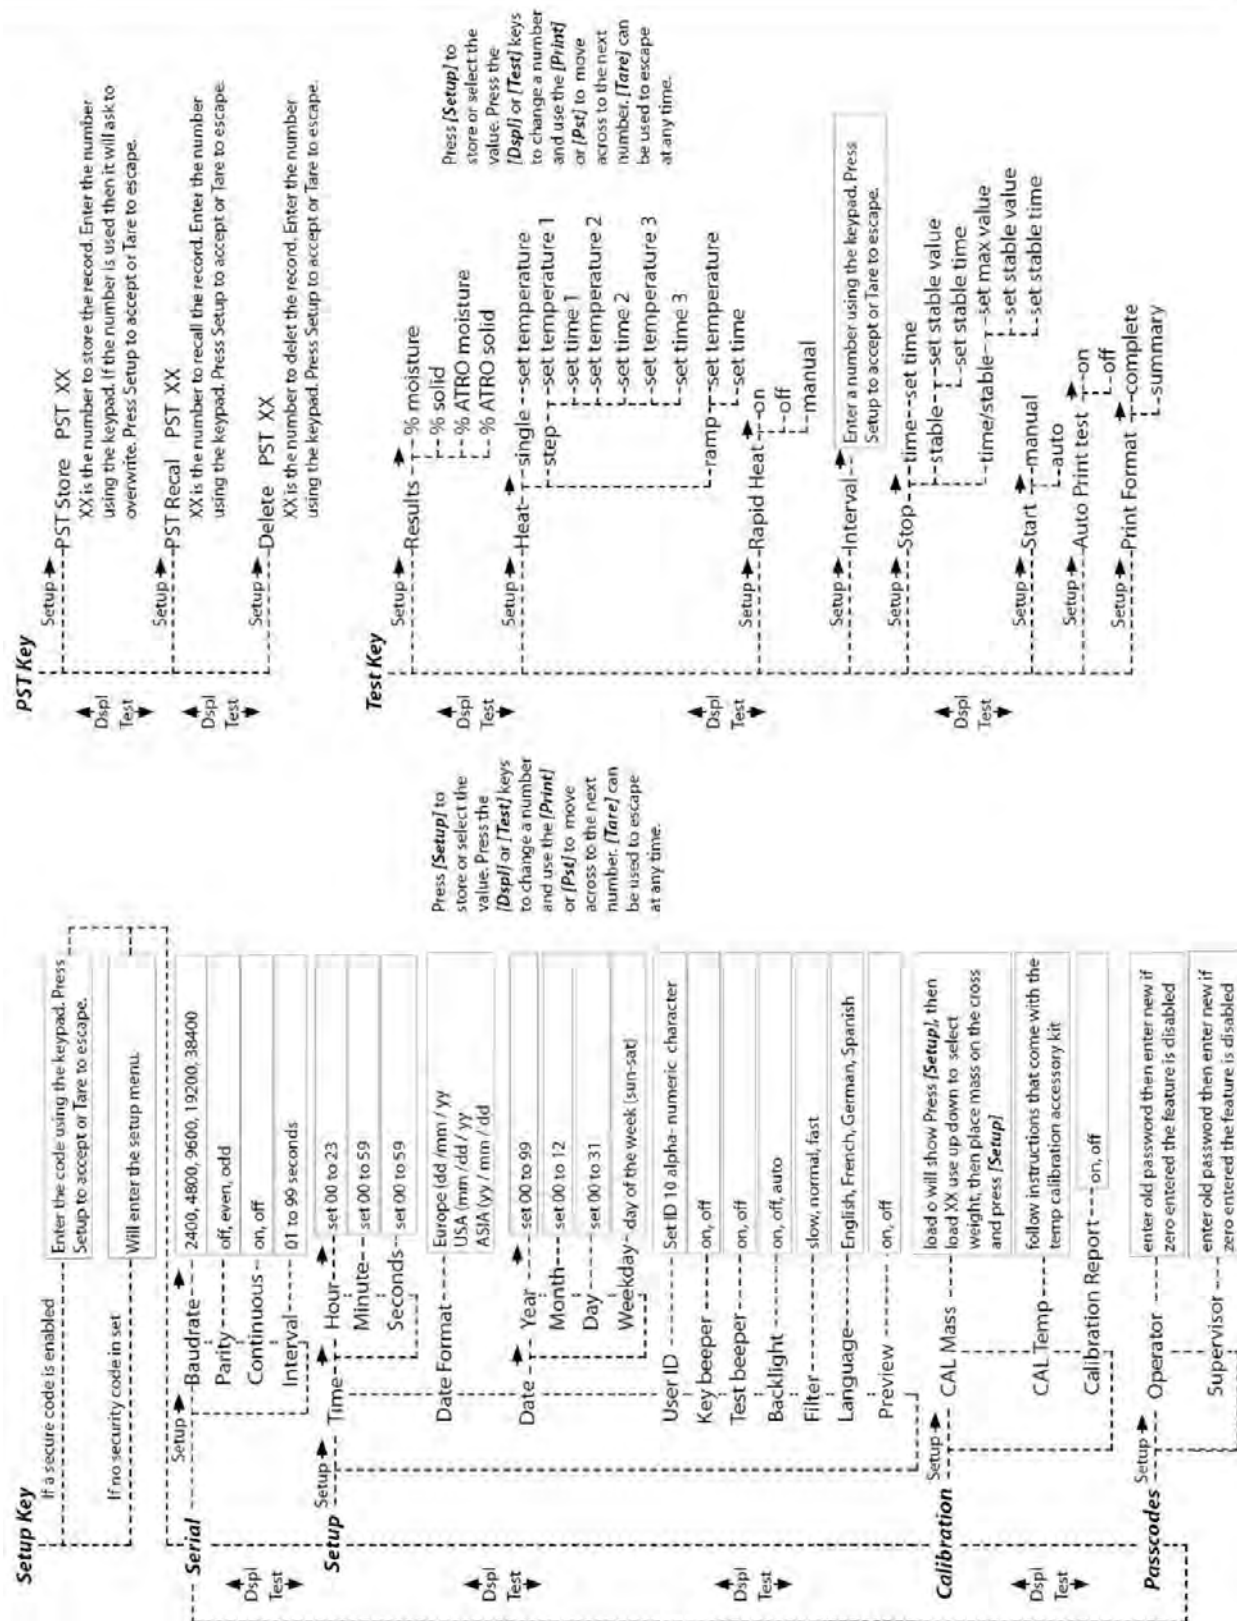 Setup Key
If a secure code is enabled
Enter the code using the keypad. Press
Setup to accept or Tare to escape.
If no security code in set
Will enter the setup menu.
Serial
Setup
Baudrate
2400, 4800, 9600, 19200, 38400
Parity
off, even, odd
Continuous
on, off
Interval
01 to 99 seconds
Dspl
Test
Setup
Setup
Time
Hour
set 00 to 23
Minute
set 00 to 59
Seconds
set 00 to 59
Date Format
Europe (dd /mm / yy
USA (mm / dd / yy
ASIA (yy / mm / dd
Dspl
Test
Date
Year
set 00 to 99
Month
set 00 to 12
Day
set 00 to 31
Weekday
day of the week (sun-sat)
User ID
Set ID 10 alpha-numeric character
Key beeper
on, off
Test beeper
on, off
Dspl
Test
Backlight
on, off, auto
Filter
slow, normal, fast
Language
English, French, German, Spanish
Preview
on, off
Calibration
Setup
CAL Mass
load o will show Press [Setup], then
load XX use up down to select
weight, then place mass on the cross
and press [Setup]
Dspl
Test
CAL Temp
follow instructions that come with the
temp calibration accessory kit
Calibration Report
on, off
Passcodes
Setup
Operator
enter old password then enter new if
zero entered the feature is disabled
Supervisor
enter old password then enter new if
zero entered the feature is disabled
Press [Setup] to
store or select the
value. Press the
[Dspl] or [Test] keys
to change a number
and use the [Print]
or [Pst] to move
across to the next
number. [Tare] can
be used to escape
at any time.
PST Key
Setup
PST Store PST XX
XX is the number to store the record. Enter the number
using the keypad. If the number is used then it will ask to
overwrite. Press Setup to accept or Tare to escape.
Dspl
Test
Setup
PST Recal PST XX
XX is the number to recall the record. Enter the number
using the keypad. Press Setup to accept or Tare to escape.
Dspl
Test
Setup
Delete PST XX
XX is the number to delet the record. Enter the number
using the keypad. Press Setup to accept or Tare to escape.
Test Key
Setup
Results
% moisture
% solid
% ATRO moisture
% ATRO solid
Dspl
Test
Setup
Heat
single
set temperature
step
set temperature 1
set time 1
set temperature 2
set time 2
set temperature 3
set time 3
ramp
set temperature
set time
Dspl
Test
Setup
Rapid Heat
on
off
manual
Setup
Interval
Enter a number using the keypad. Press
Setup to accept or Tare to escape.
Setup
Stop
time
set time
stable
set stable value
set stable time
time/stable
set max value
set stable value
set stable time
Dspl
Test
Setup
Start
manual
auto
Setup
Auto Print test
on
off
Setup
Print Format
complete
summary
Press [Setup] to
store or select the
value. Press the
[Dspl] or [Test] keys
to change a number
and use the [Print]
or [Pst] to move
across to the next
number. [Tare] can
be used to escape
at any time.